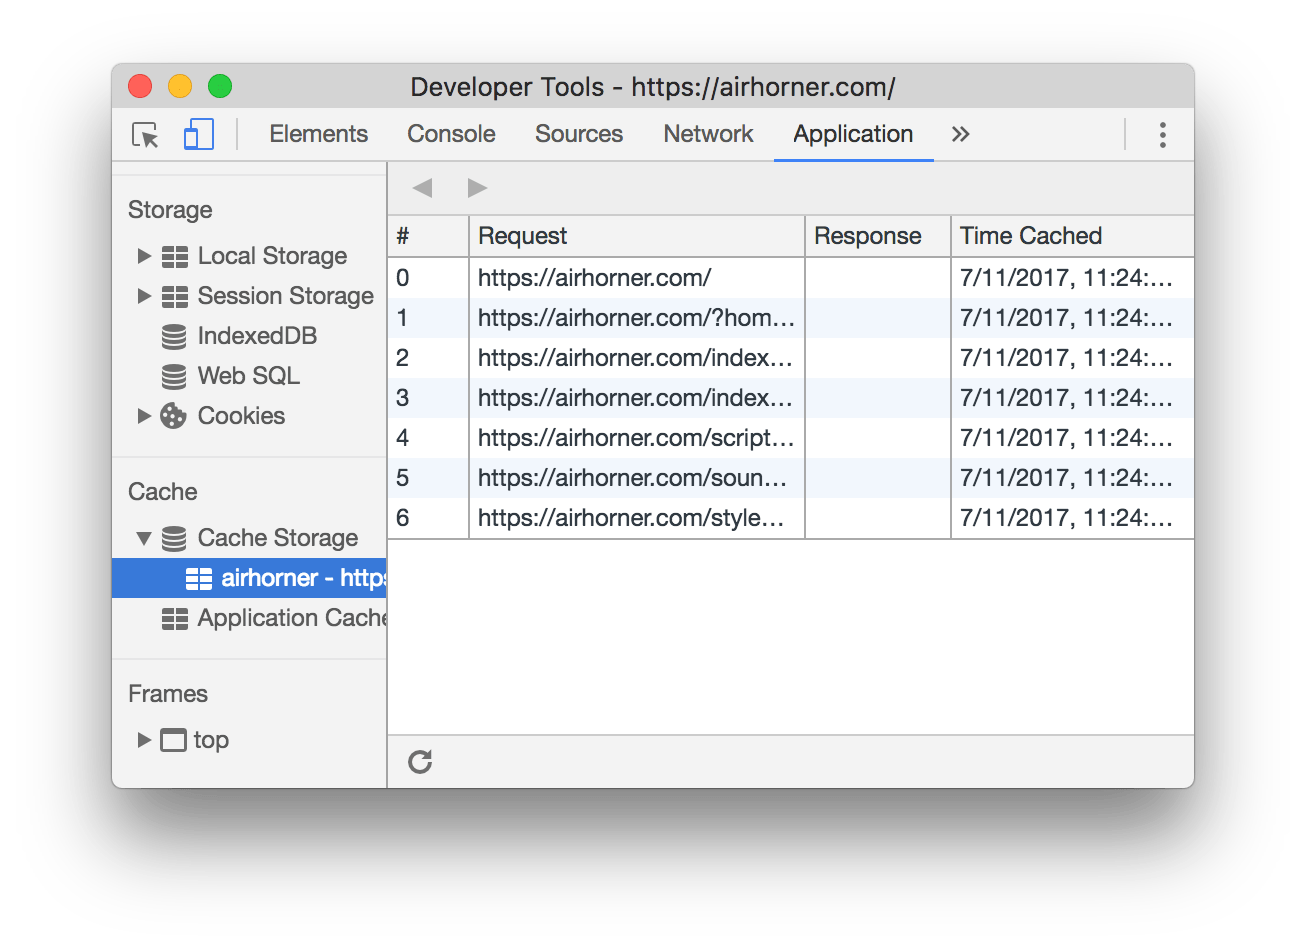 Developer Tools - https://airhorner.com/
Elements Console Sources Network Application
Storage
Local Storage
Session Storage
IndexedDB
Web SQL
Cookies
Cache
Cache Storage
airhorner - https
Application Cache
Frames
top
# Request Response Time Cached
0 https://airhorner.com/ 7/11/2017, 11:24:…
1 https://airhorner.com/?hom… 7/11/2017, 11:24:…
2 https://airhorner.com/index… 7/11/2017, 11:24:…
3 https://airhorner.com/index… 7/11/2017, 11:24:…
4 https://airhorner.com/script… 7/11/2017, 11:24:…
5 https://airhorner.com/soun… 7/11/2017, 11:24:…
6 https://airhorner.com/style… 7/11/2017, 11:24:…